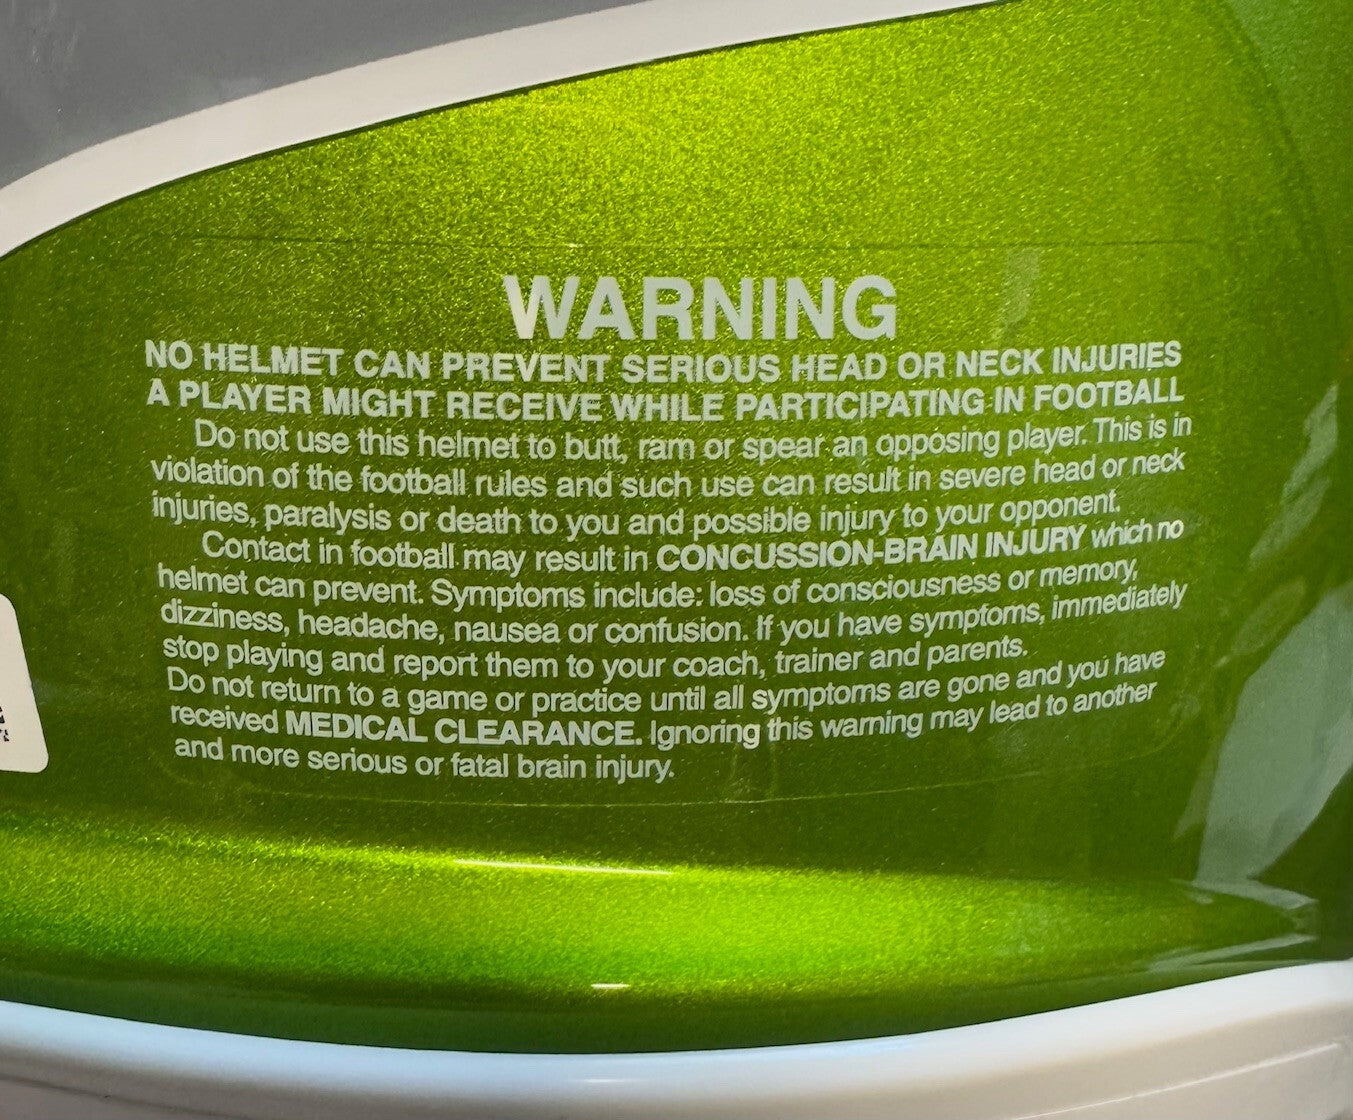 WARNING
NO HELMET CAN PREVENT SERIOUS HEAD OR NECK INJURIES
A PLAYER MIGHT RECEIVE WHILE PARTICIPATING IN FOOTBALL
Do not use this helmet to butt, ram or spear an opposing player. This is in
violation of the football rules and such use can result in severe head or neck
injuries, paralysis or death to you and possible injury to your opponent.
Contact in football may result in CONCUSSION-BRAIN INJURY which no
helmet can prevent. Symptoms include: loss of consciousness or memory,
dizziness, headache, nausea or confusion. If you have symptoms, immediately
stop playing and report them to your coach, trainer and parents.
Do not return to a game or practice until all symptoms are gone and you have
received MEDICAL CLEARANCE. Ignoring this warning may lead to another
and more serious or fatal brain injury.